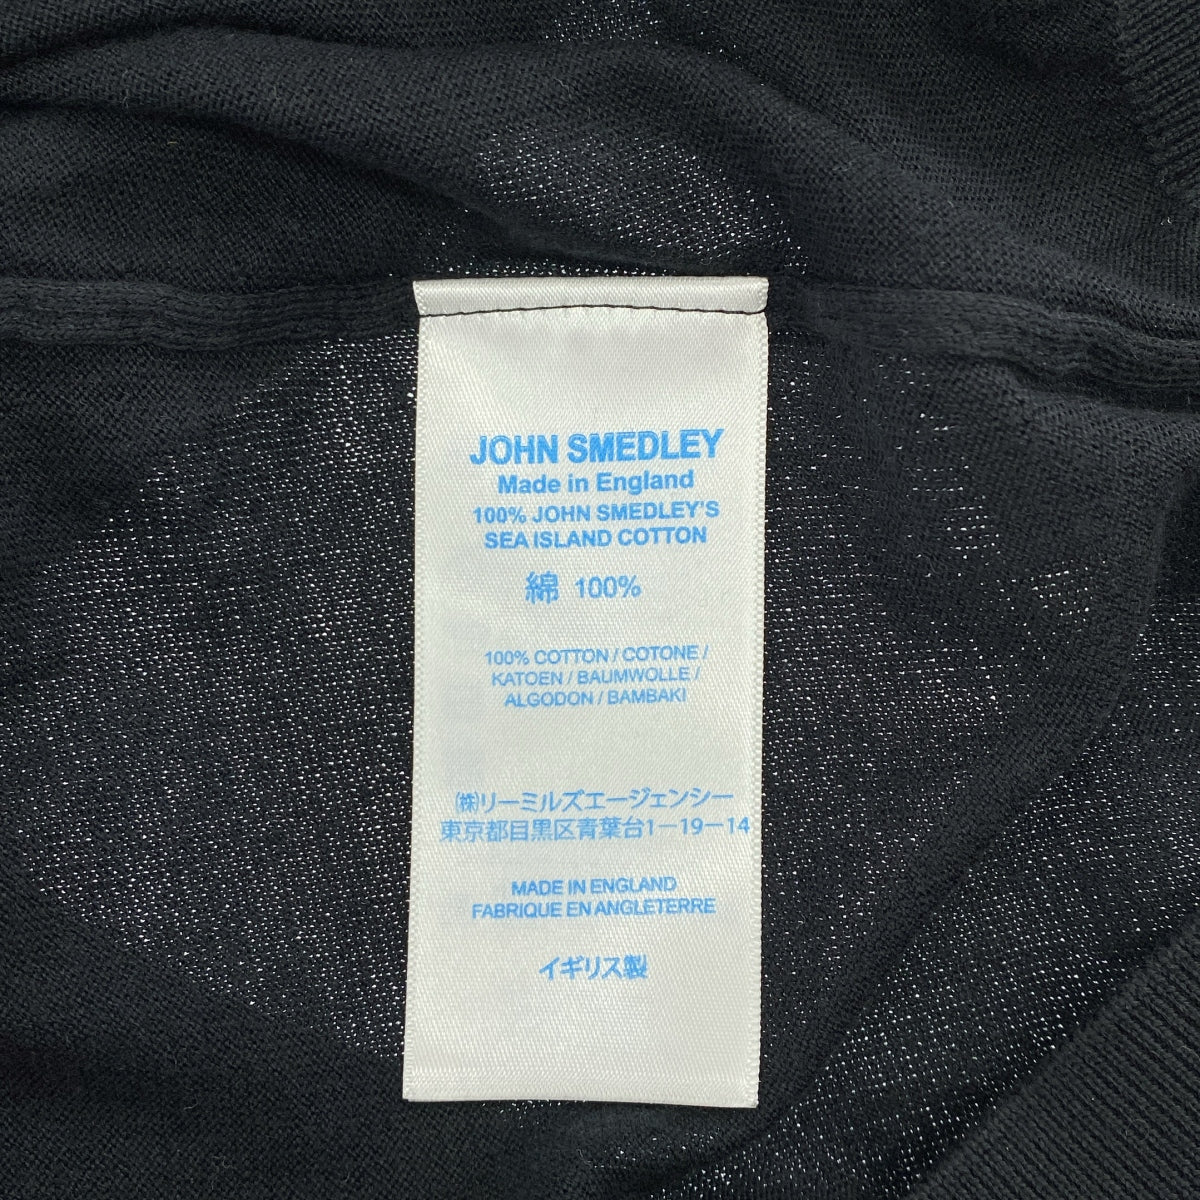 JOHN SMEDLEY
Made in England
100% JOHN SMEDLEY'S
SEA ISLAND COTTON
綿 100%
100% COTTON / COTONE /
KATOEN / BAUMWOLLE /
ALGODON / BAMBAKI
㈱リーミルズエージェンシー
東京都目黒区青葉台1－19－14
MADE IN ENGLAND
FABRIQUE EN ANGLETERRE
イギリス製